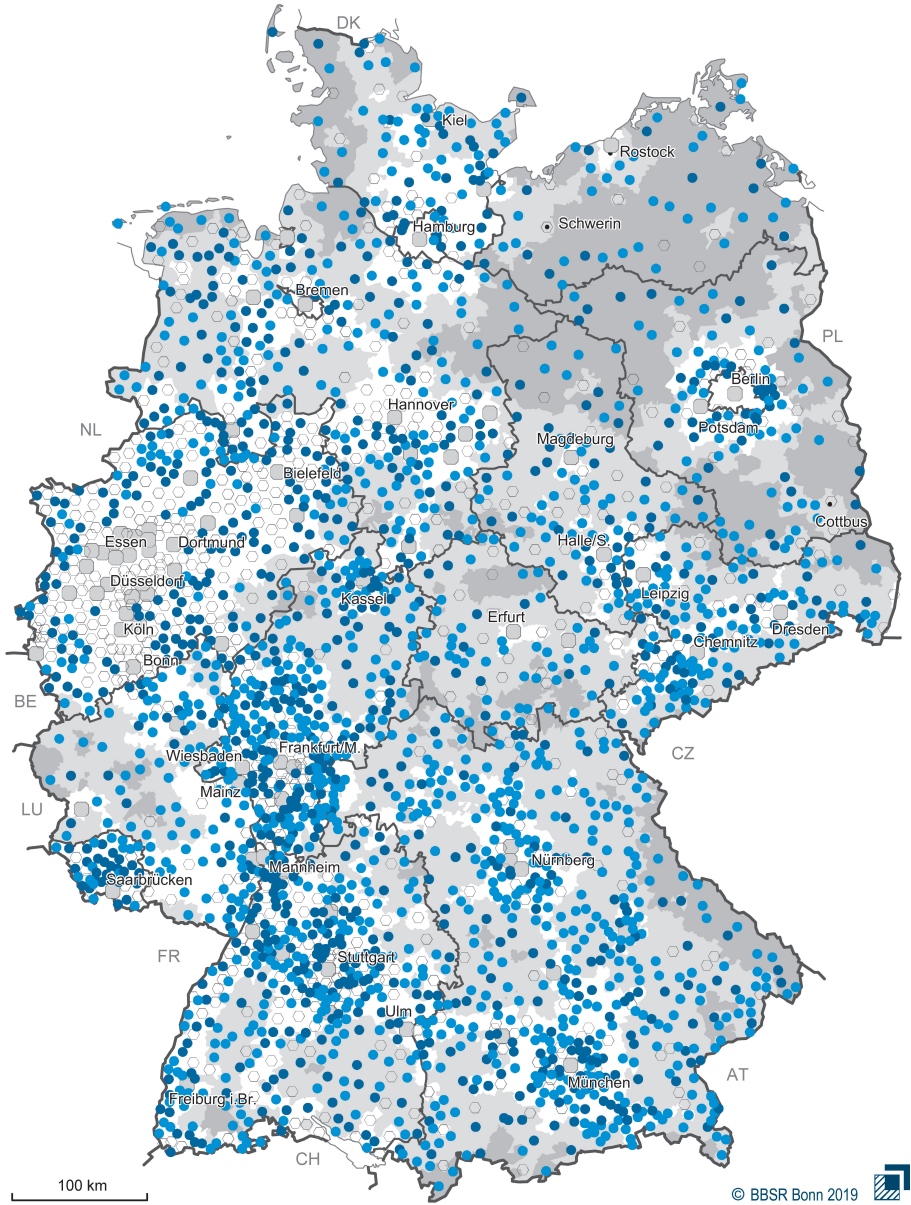 DK
Kiel
Rostock
Hamburg
Schwerin
Bremen
PL
Berlin
Hannover
NL
Potsdam
Magdeburg
Bielefeld
Cottbus
Essen
Dortmund
Halle/S.
Düsseldorf
Leipzig
Kassel
Erfurt
Köln
Dresden
Chemnitz
Bonn
BE
Wiesbaden
Frankfurt/M.
CZ
Mainz
LU
Nürnberg
Mannheim
Saarbrücken
FR
Stuttgart
Ulm
AT
München
Freiburg i.Br.
CH
100 km
© BBSR Bonn 2019